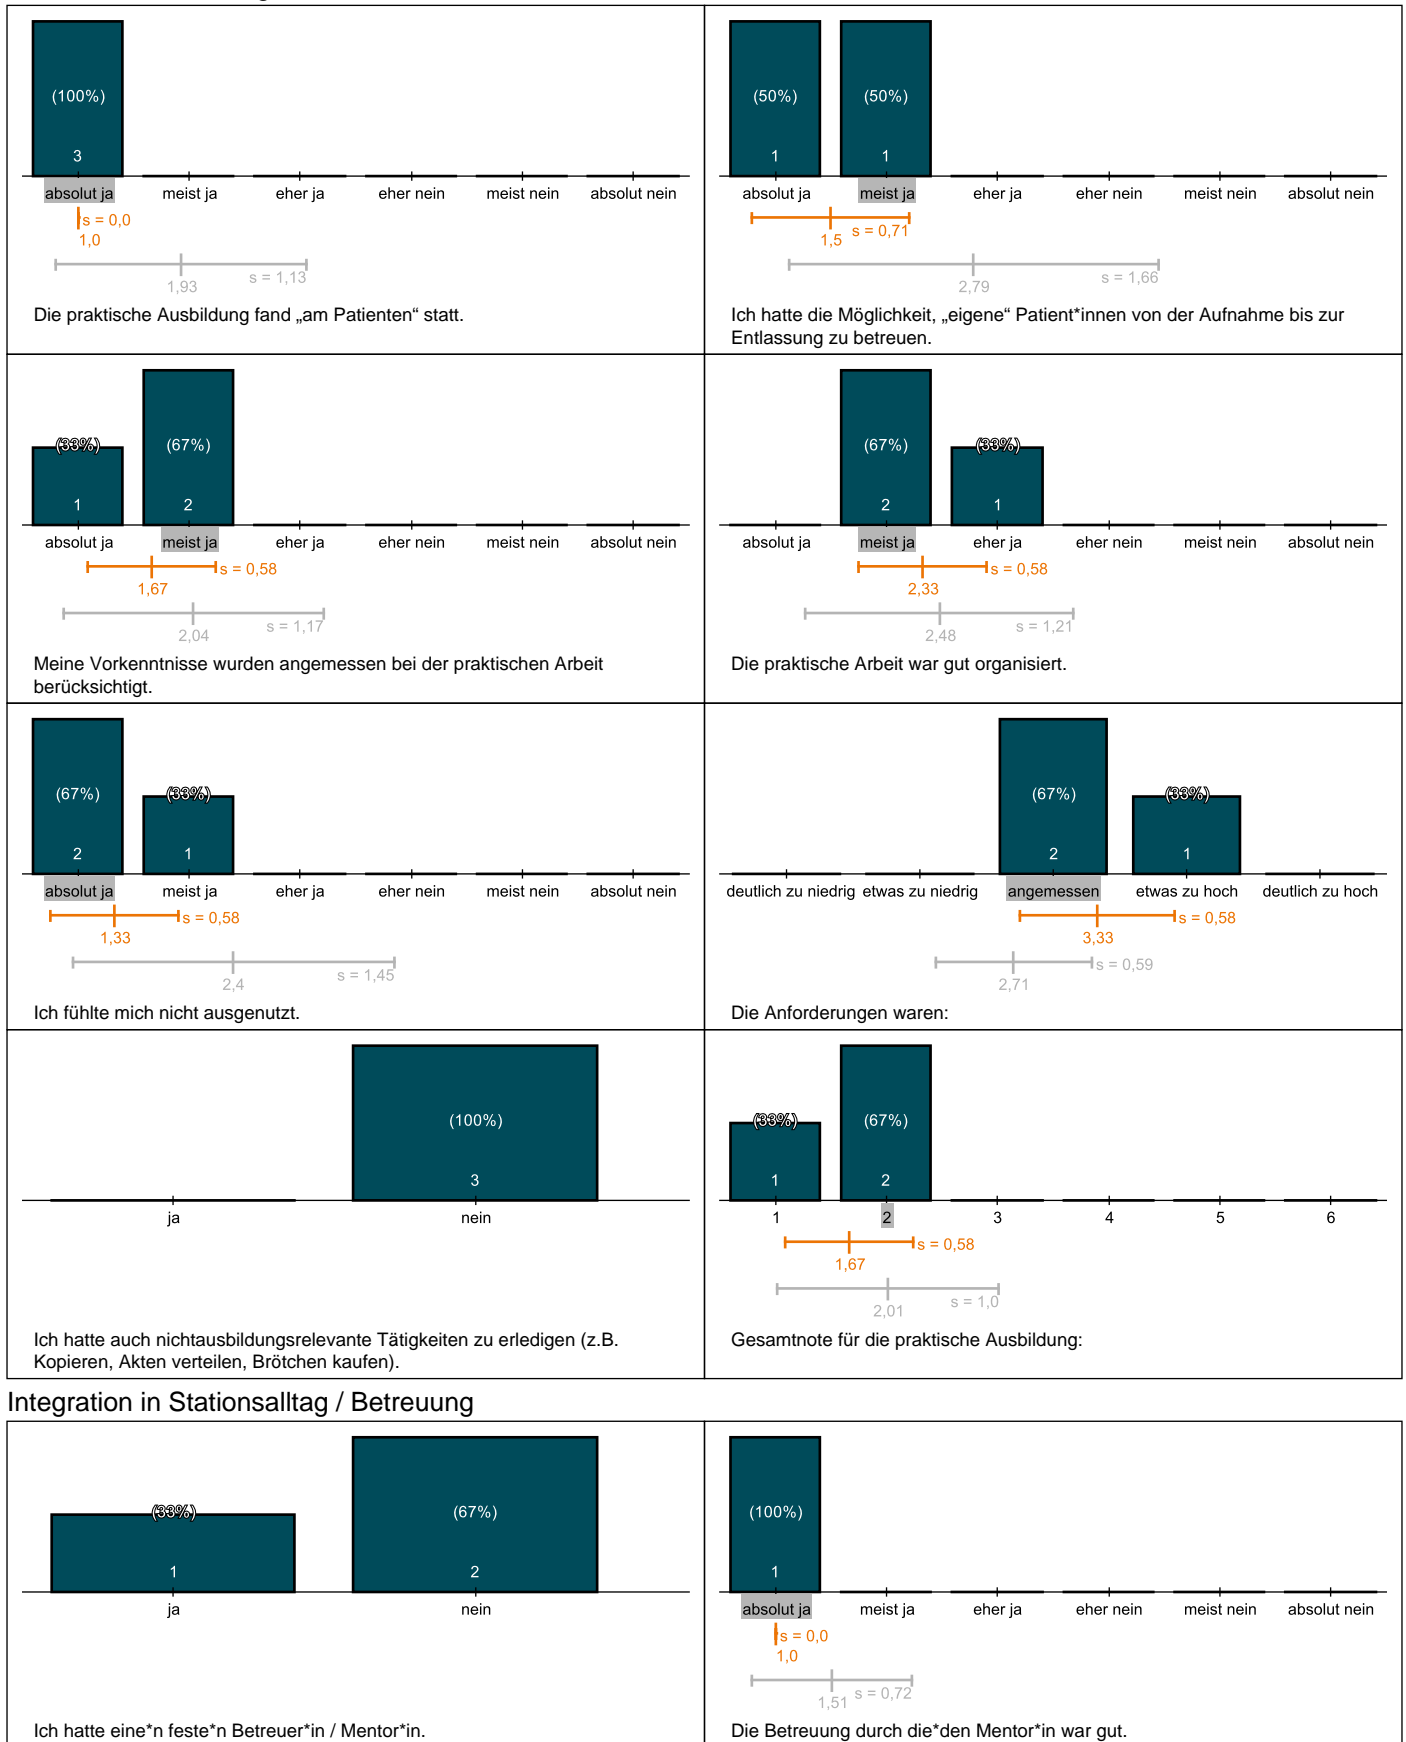 (100%)
3
absolut ja meist ja eher ja eher nein meist nein absolut nein
s = 0,0
1,0
s = 1,13
1,93
Die praktische Ausbildung fand „am Patienten“ statt.
(50%) (50%)
1 1
absolut ja meist ja eher ja eher nein meist nein absolut nein
s = 0,71
1,5
s = 1,66
2,79
Ich hatte die Möglichkeit, „eigene“ Patient*innen von der Aufnahme bis zur
Entlassung zu betreuen.
(33%) (67%)
1 2
absolut ja meist ja eher ja eher nein meist nein absolut nein
s = 0,58
1,67
s = 1,17
2,04
Meine Vorkenntnisse wurden angemessen bei der praktischen Arbeit
berücksichtigt.
(67%) (33%)
2 1
absolut ja meist ja eher ja eher nein meist nein absolut nein
s = 0,58
2,33
s = 1,21
2,48
Die praktische Arbeit war gut organisiert.
(67%) (33%)
2 1
absolut ja meist ja eher ja eher nein meist nein absolut nein
s = 0,58
1,33
s = 1,45
2,4
Ich fühlte mich nicht ausgenutzt.
(67%) (33%)
2 1
deutlich zu niedrig etwas zu niedrig angemessen etwas zu hoch deutlich zu hoch
s = 0,58
3,33
s = 0,59
2,71
Die Anforderungen waren:
(100%)
3
ja nein
Ich hatte auch nichtausbildungsrelevante Tätigkeiten zu erledigen (z.B.
Kopieren, Akten verteilen, Brötchen kaufen).
(33%) (67%)
1 2
1 2 3 4 5 6
s = 0,58
1,67
s = 1,0
2,01
Gesamtnote für die praktische Ausbildung:
Integration in Stationsalltag / Betreuung
(33%) (67%)
1 2
ja nein
Ich hatte eine*n feste*n Betreuer*in / Mentor*in.
(100%)
1
absolut ja meist ja eher ja eher nein meist nein absolut nein
s = 0,0
1,0
s = 0,72
1,51
Die Betreuung durch die*den Mentor*in war gut.